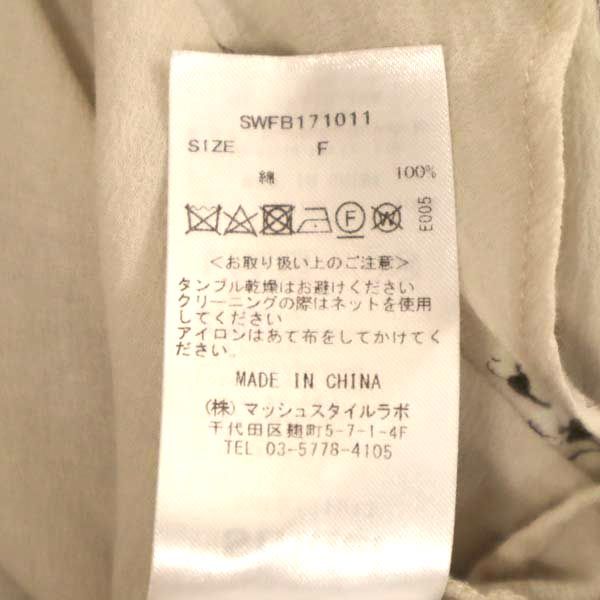 SWFB171011
SIZE F
綿 100%
F W
E005
＜お取り扱い上のご注意＞
タンブル乾燥はお避けください
クリーニングの際はネットを使用
してください
アイロンはあて布をしてかけてく
ださい。
MADE IN CHINA
(株) マッシュスタイルラボ
千代田区麹町5-7-1-4F
TEL 03-5778-4105